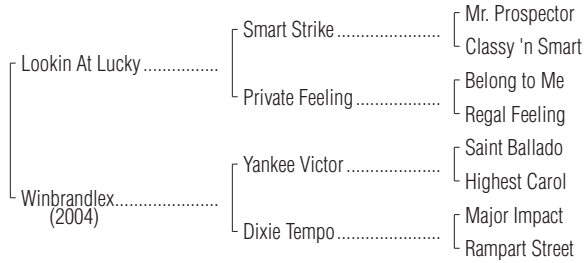 Mr. Prospector
Smart Strike ......................
Classy 'n Smart
Lookin At Lucky ................
Belong to Me
Private Feeling ..................
Regal Feeling
Saint Ballado
Yankee Victor ....................
Highest Carol
Winbrandlex......................
(2004)
Major Impact
Dixie Tempo ......................
Rampart Street